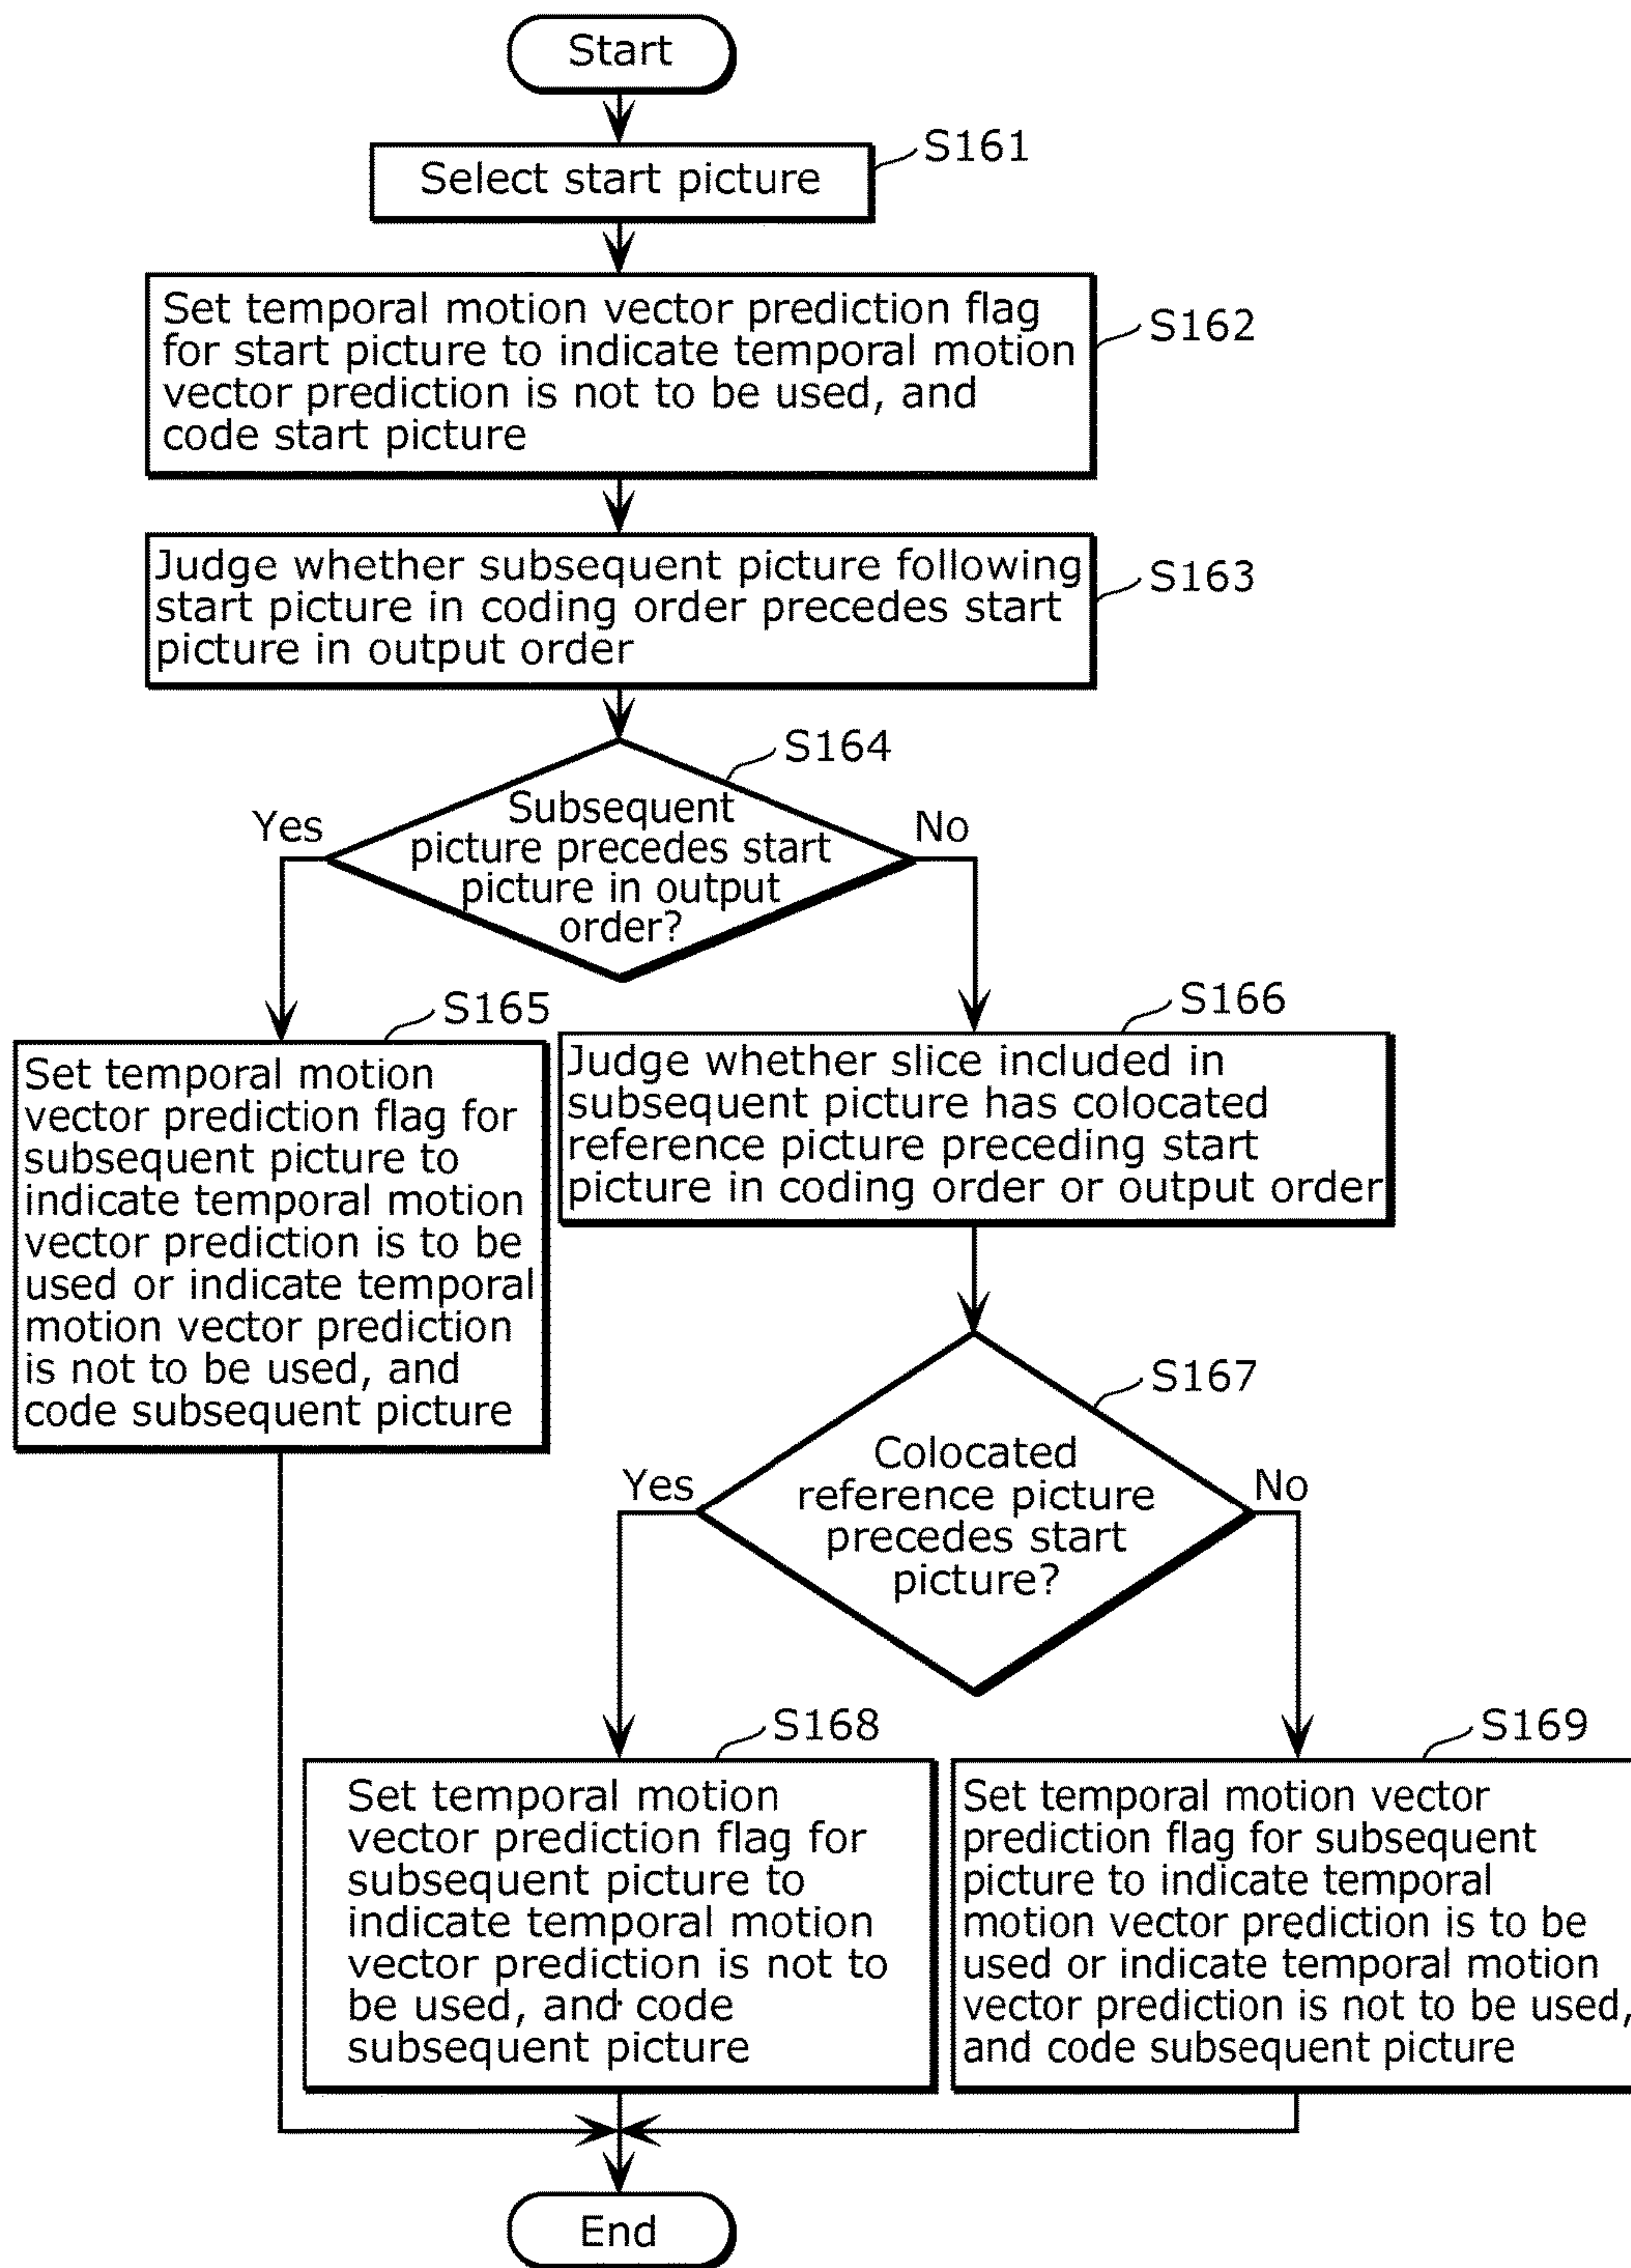 Start
S161
Select start picture
S162
Set temporal motion vector prediction flag
for start picture to indicate temporal motion
vector prediction is not to be used, and
code start picture
S163
Judge whether subsequent picture following
start picture in coding order precedes start
picture in output order
S164
Subsequent
picture precedes start
picture in output
order?
Yes
No
S165
Set temporal motion
vector prediction flag for
subsequent picture to
indicate temporal motion
vector prediction is to be
used or indicate temporal
motion vector prediction
is not to be used, and
code subsequent picture
S166
Judge whether slice included in
subsequent picture has colocated
reference picture preceding start
picture in coding order or output order
S167
Colocated
reference picture
precedes start
picture?
Yes
No
S168
Set temporal motion
vector prediction flag for
subsequent picture to
indicate temporal motion
vector prediction is not to
be used, and code
subsequent picture
S169
Set temporal motion vector
prediction flag for subsequent
picture to indicate temporal
motion vector prediction is to be
used or indicate temporal motion
vector prediction is not to be used,
and code subsequent picture
End